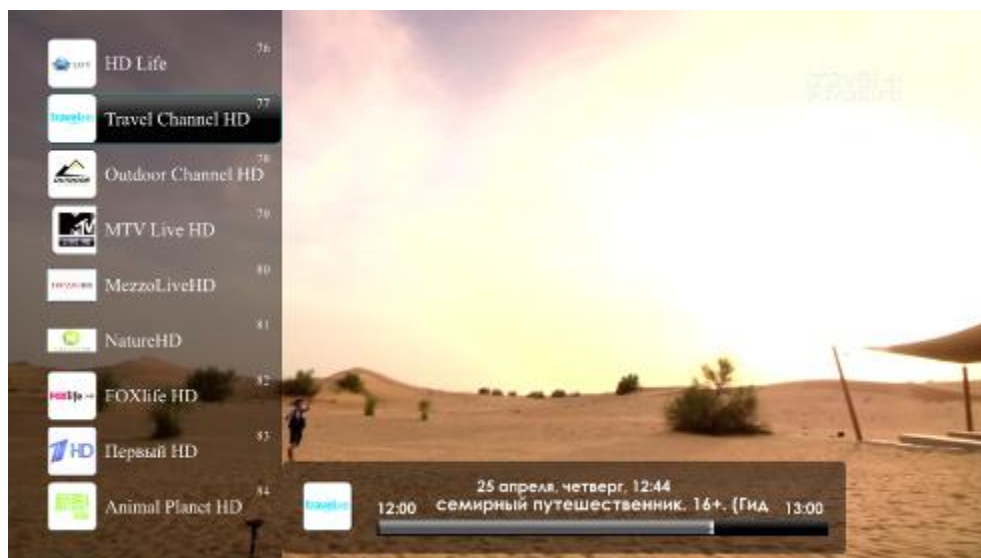 76
HD Life
77
Travel Channel HD
78
Outdoor Channel HD
79
MTV Live HD
80
MezzoLiveHD
81
NatureHD
82
FOXlife HD
83
Первый HD
84
Animal Planet HD
25 апреля, четверг, 12:44
12:00 семирный путешественник. 16+. (Гид 13:00